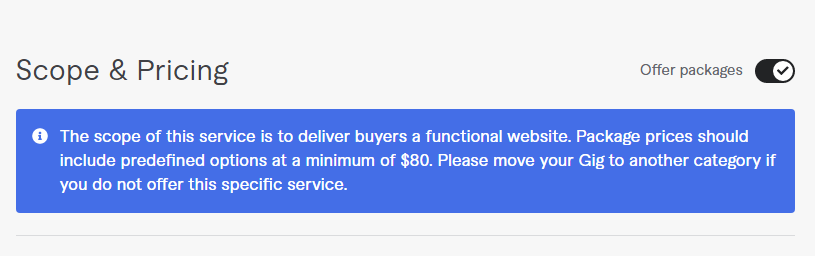 Scope & Pricing
Offer packages
The scope of this service is to deliver buyers a functional website. Package prices should
include predefined options at a minimum of $80. Please move your Gig to another category if
you do not offer this specific service.